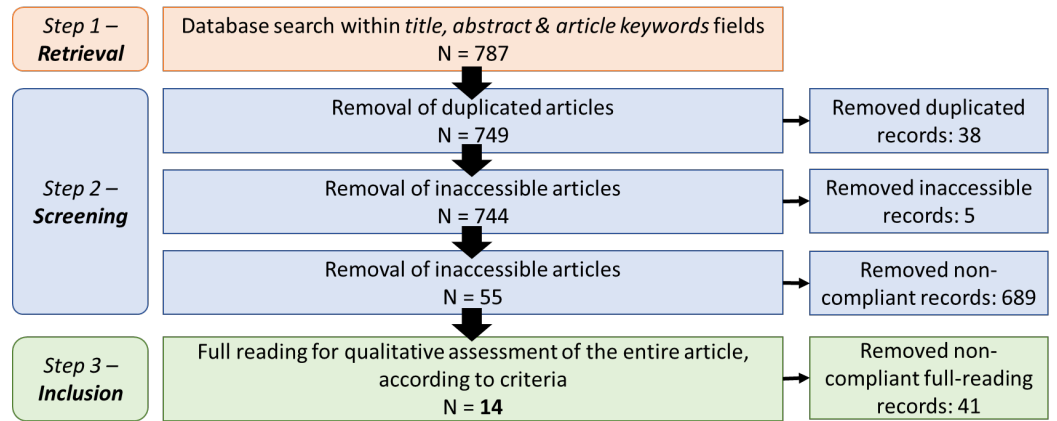 Step 1 –
Retrieval
Database search within title, abstract & article keywords fields
N = 787
Step 2 –
Screening
Removal of duplicated articles
N = 749
Removed duplicated
records: 38
Removal of inaccessible articles
N = 744
Removed inaccessible
records: 5
Removal of inaccessible articles
N = 55
Removed non-
compliant records: 689
Step 3 –
Inclusion
Full reading for qualitative assessment of the entire article,
according to criteria
N = 14
Removed non-
compliant full-reading
records: 41